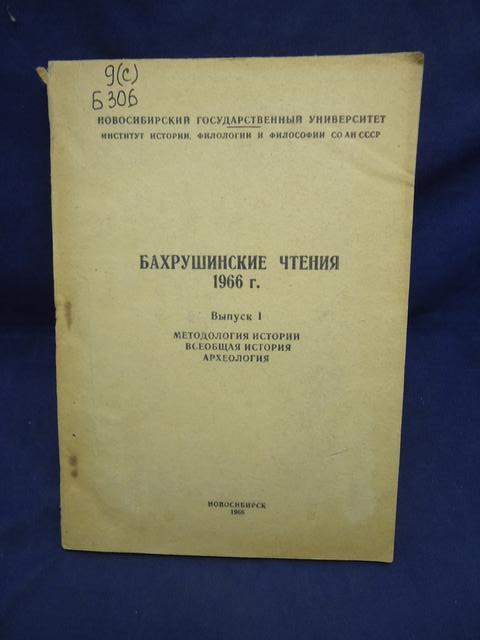 9(с)
Б 306
НОВОСИБИРСКИЙ ГОСУДАРСТВЕННЫЙ УНИВЕРСИТЕТ
ИНСТИТУТ ИСТОРИИ, ФИЛОЛОГИИ И ФИЛОСОФИИ СО АН СССР
БАХРУШИНСКИЕ ЧТЕНИЯ
1966 г.
Выпуск I
МЕТОДОЛОГИЯ ИСТОРИИ
ВСЕОБЩАЯ ИСТОРИЯ
АРХЕОЛОГИЯ
НОВОСИБИРСК
1968